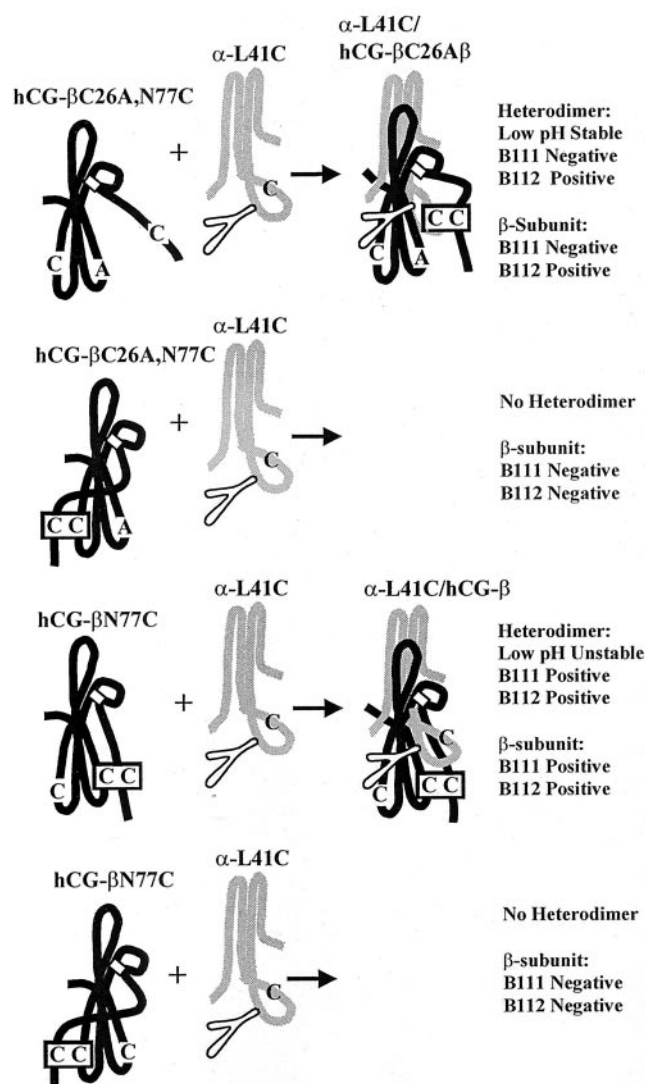 α-L41C/
α-L41C
hCG-βC26Aβ
hCG-βC26A,N77C
Heterodimer:
Low pH Stable
B111 Negative
B112 Positive
+
C
C
C C
C
A
C
A
β-Subunit:
B111 Negative
B112 Positive
α-L41C
hCG-βC26A,N77C
+
No Heterodimer
C
β-subunit:
B111 Negative
B112 Negative
C C
A
hCG-βN77C
α-L41C
α-L41C/hCG-β
Heterodimer:
Low pH Unstable
B111 Positive
B112 Positive
+
C
C
C
C C
C
C C
β-subunit:
B111 Positive
B112 Positive
hCG-βN77C
α-L41C
No Heterodimer
+
C
β-subunit:
B111 Negative
B112 Negative
C C
C